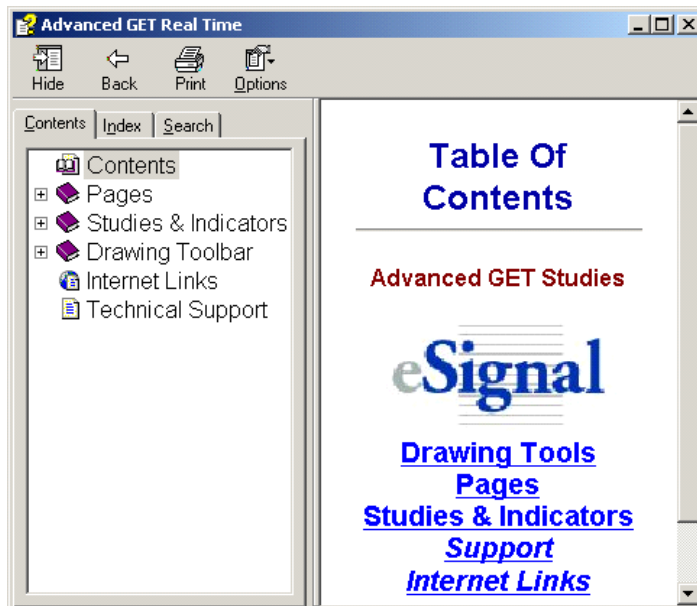 Advanced GET Real Time
Hide Back Print Options
Contents Index Search
Contents
Pages
Studies & Indicators
Drawing Toolbar
Internet Links
Technical Support
Table Of
Contents
Advanced GET Studies
eSignal
Drawing Tools
Pages
Studies & Indicators
Support
Internet Links